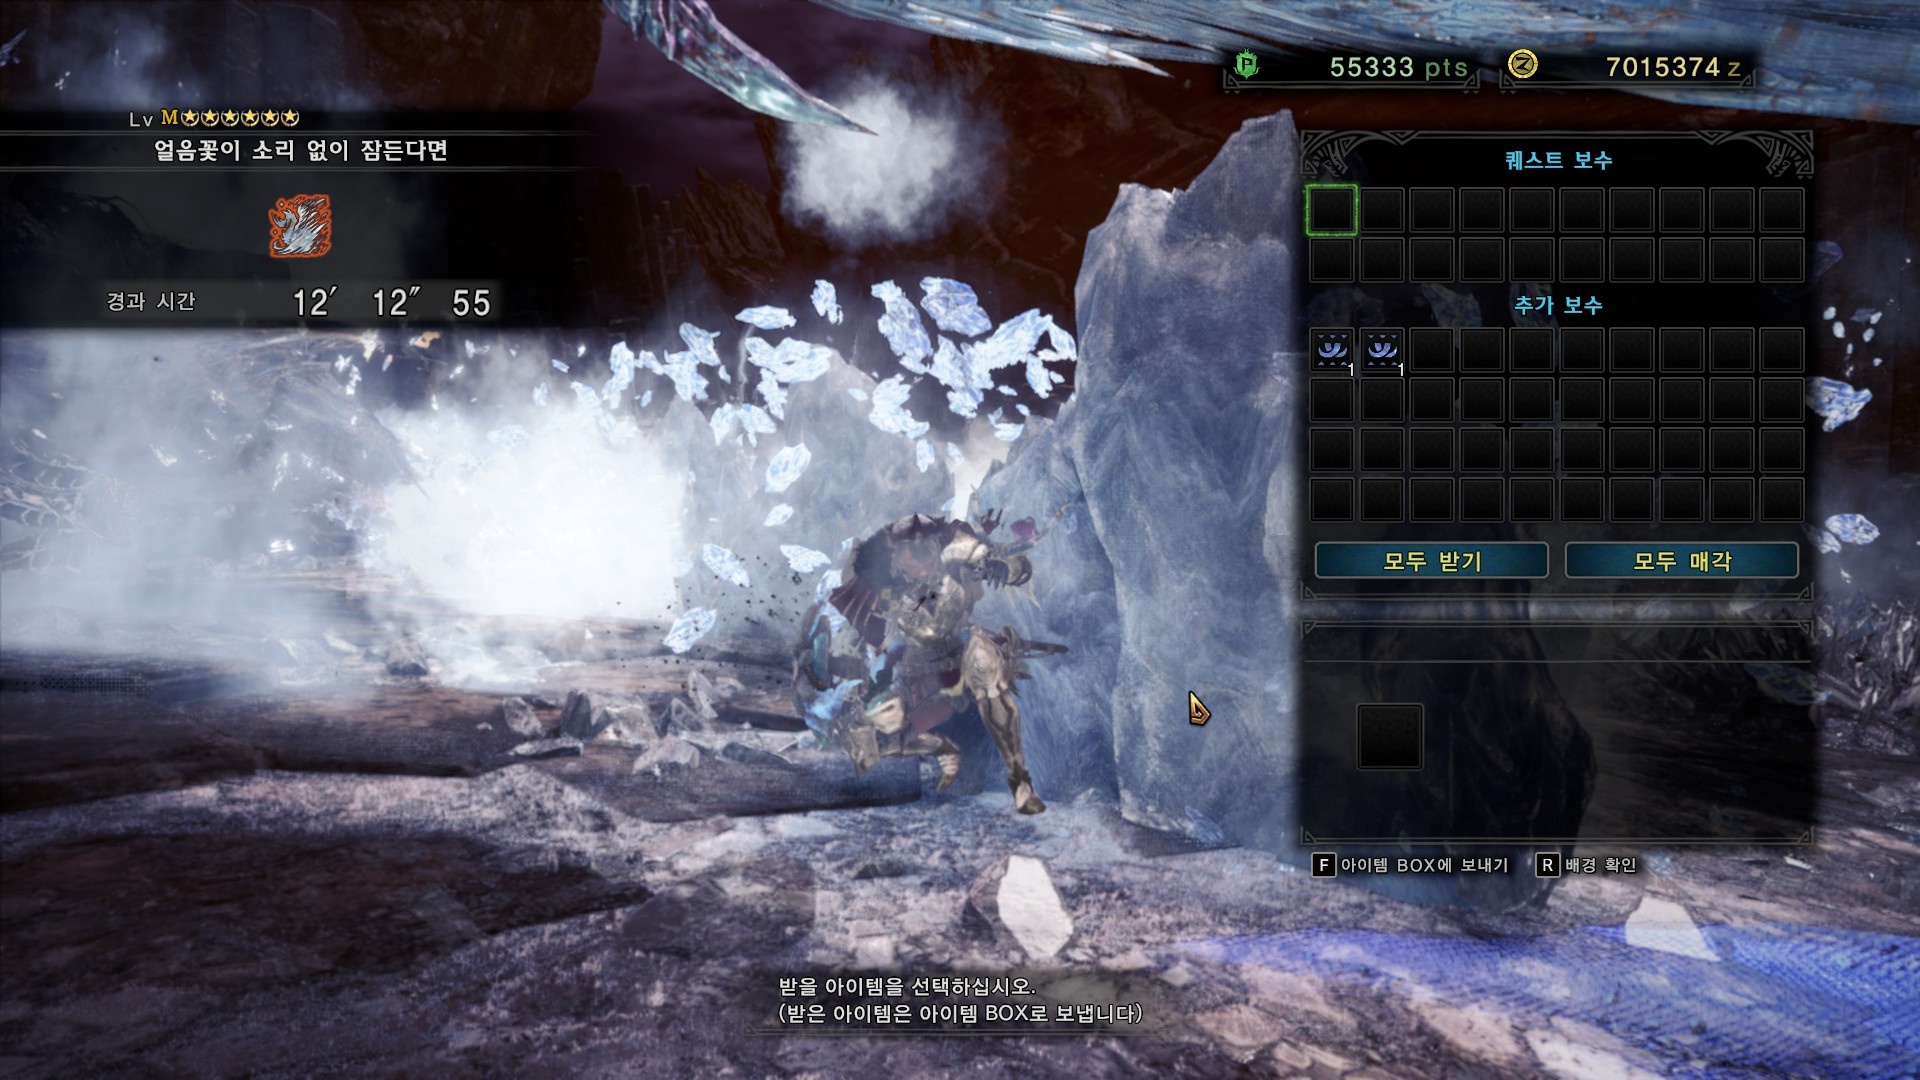 55333 pts 7015374 z
Lv M
얼음꽃이 소리 없이 잠든다면
경과 시간 12′ 12″ 55
퀘스트 보수
추가 보수
1 1
모두 받기 모두 매각
F 아이템 BOX에 보내기 R 배경 확인
받을 아이템을 선택하십시오.
(받은 아이템은 아이템 BOX로 보냅니다)